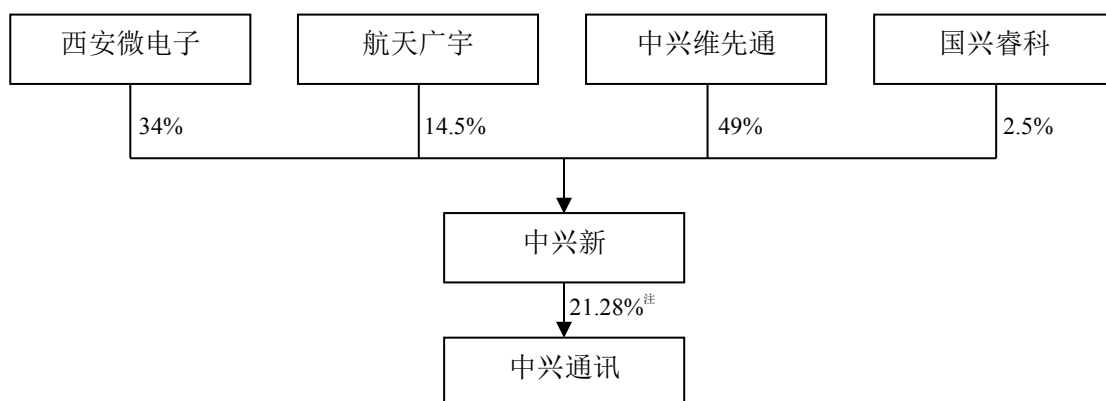 西安微电子
航天广宇
中兴维先通
国兴睿科
34%
14.5%
49%
2.5%
中兴新
21.28%注
中兴通讯